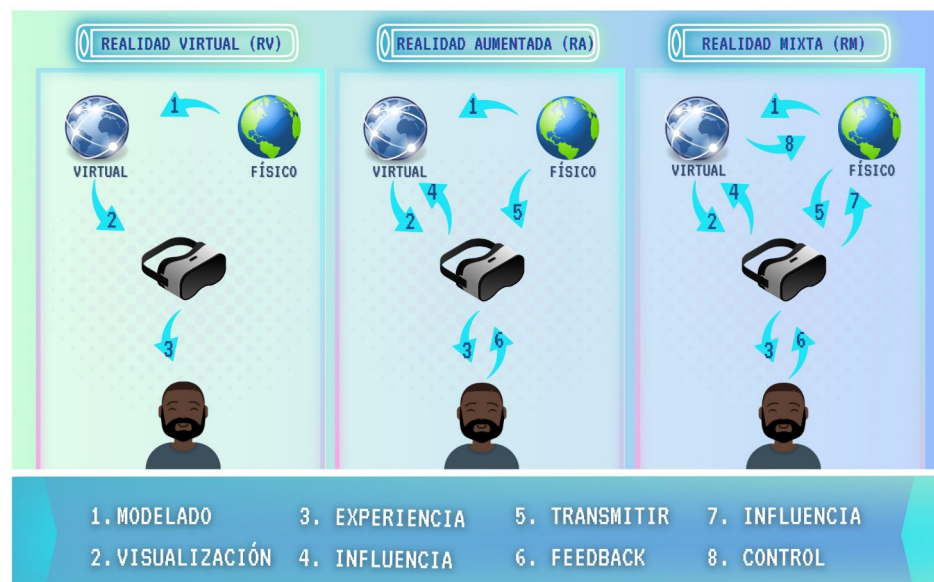 REALIDAD VIRTUAL (RV)
REALIDAD AUMENTADA (RA)
REALIDAD MIXTA (RM)
1
VIRTUAL
FÍSICO
2
3
1
VIRTUAL
FÍSICO
4
2
5
3
6
1
8
VIRTUAL
FÍSICO
4
2
5
7
3
6
1. MODELADO
2. VISUALIZACIÓN
3. EXPERIENCIA
4. INFLUENCIA
5. TRANSMITIR
6. FEEDBACK
7. INFLUENCIA
8. CONTROL